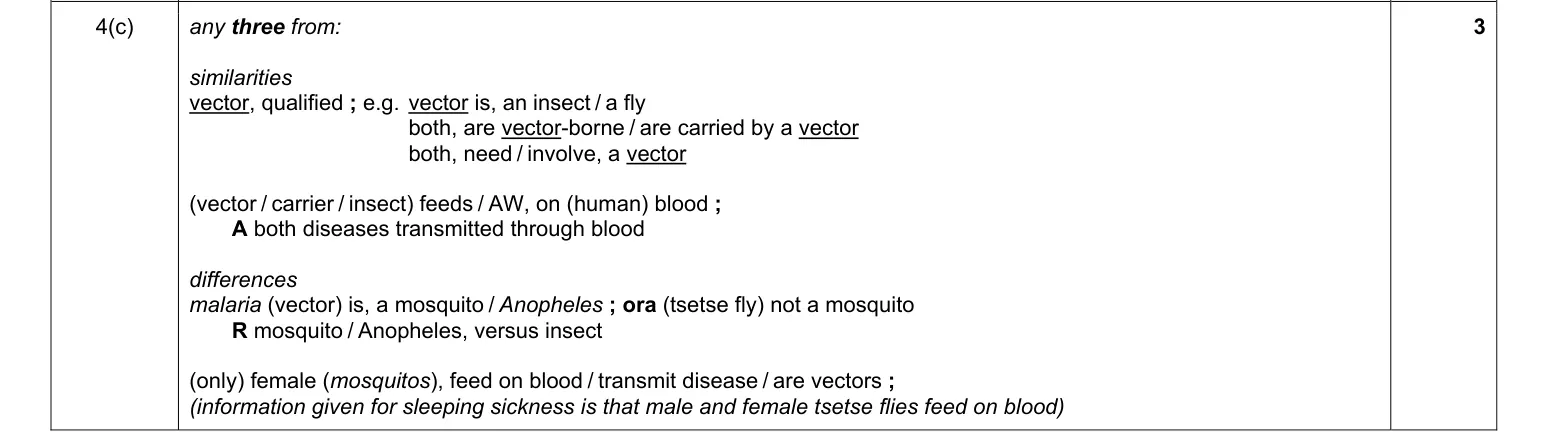 4(c) any three from: 3
similarities
vector, qualified ; e.g. vector is, an insect / a fly
both, are vector-borne / are carried by a vector
both, need / involve, a vector
(vector / carrier / insect) feeds / AW, on (human) blood ;
A both diseases transmitted through blood
differences
malaria (vector) is, a mosquito / Anopheles ; ora (tsetse fly) not a mosquito
R mosquito / Anopheles, versus insect
(only) female (mosquitos), feed on blood / transmit disease / are vectors ;
(information given for sleeping sickness is that male and female tsetse flies feed on blood)